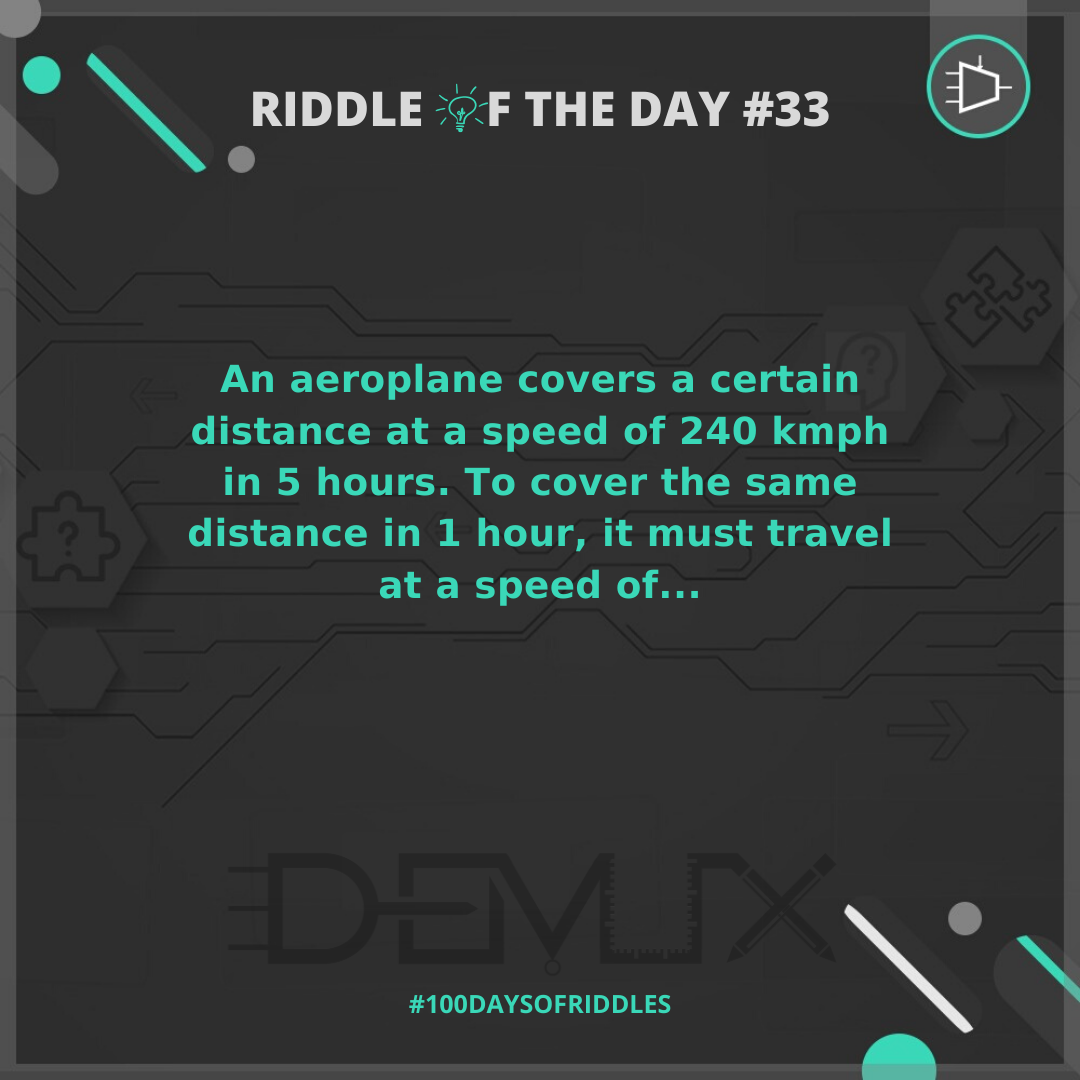 RIDDLE OF THE DAY #33
An aeroplane covers a certain
distance at a speed of 240 kmph
in 5 hours. To cover the same
distance in 1 hour, it must travel
at a speed of...
DEMUX
#100DAYSOFRIDDLES